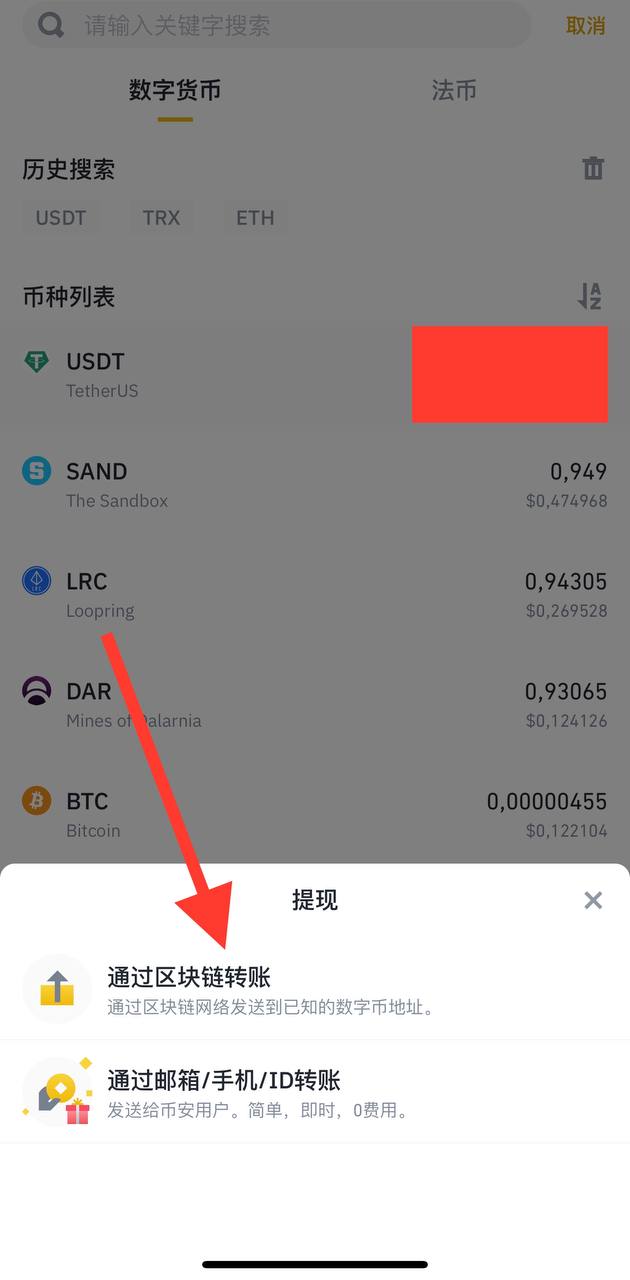 请输入关键字搜索
取消
数字货币
法币
历史搜索
USDT
TRX
ETH
币种列表
A
Z
USDT
TetherUS
SAND
0,949
The Sandbox
$0,474968
LRC
0,94305
Loopring
$0,269528
DAR
0,93065
Mines of Dalarnia
$0,124126
BTC
0,00000455
Bitcoin
$0,122104
提现
通过区块链转账
通过区块链网络发送到已知的数字币地址。
通过邮箱/手机/ID转账
发送给币安用户。简单，即时，0费用。